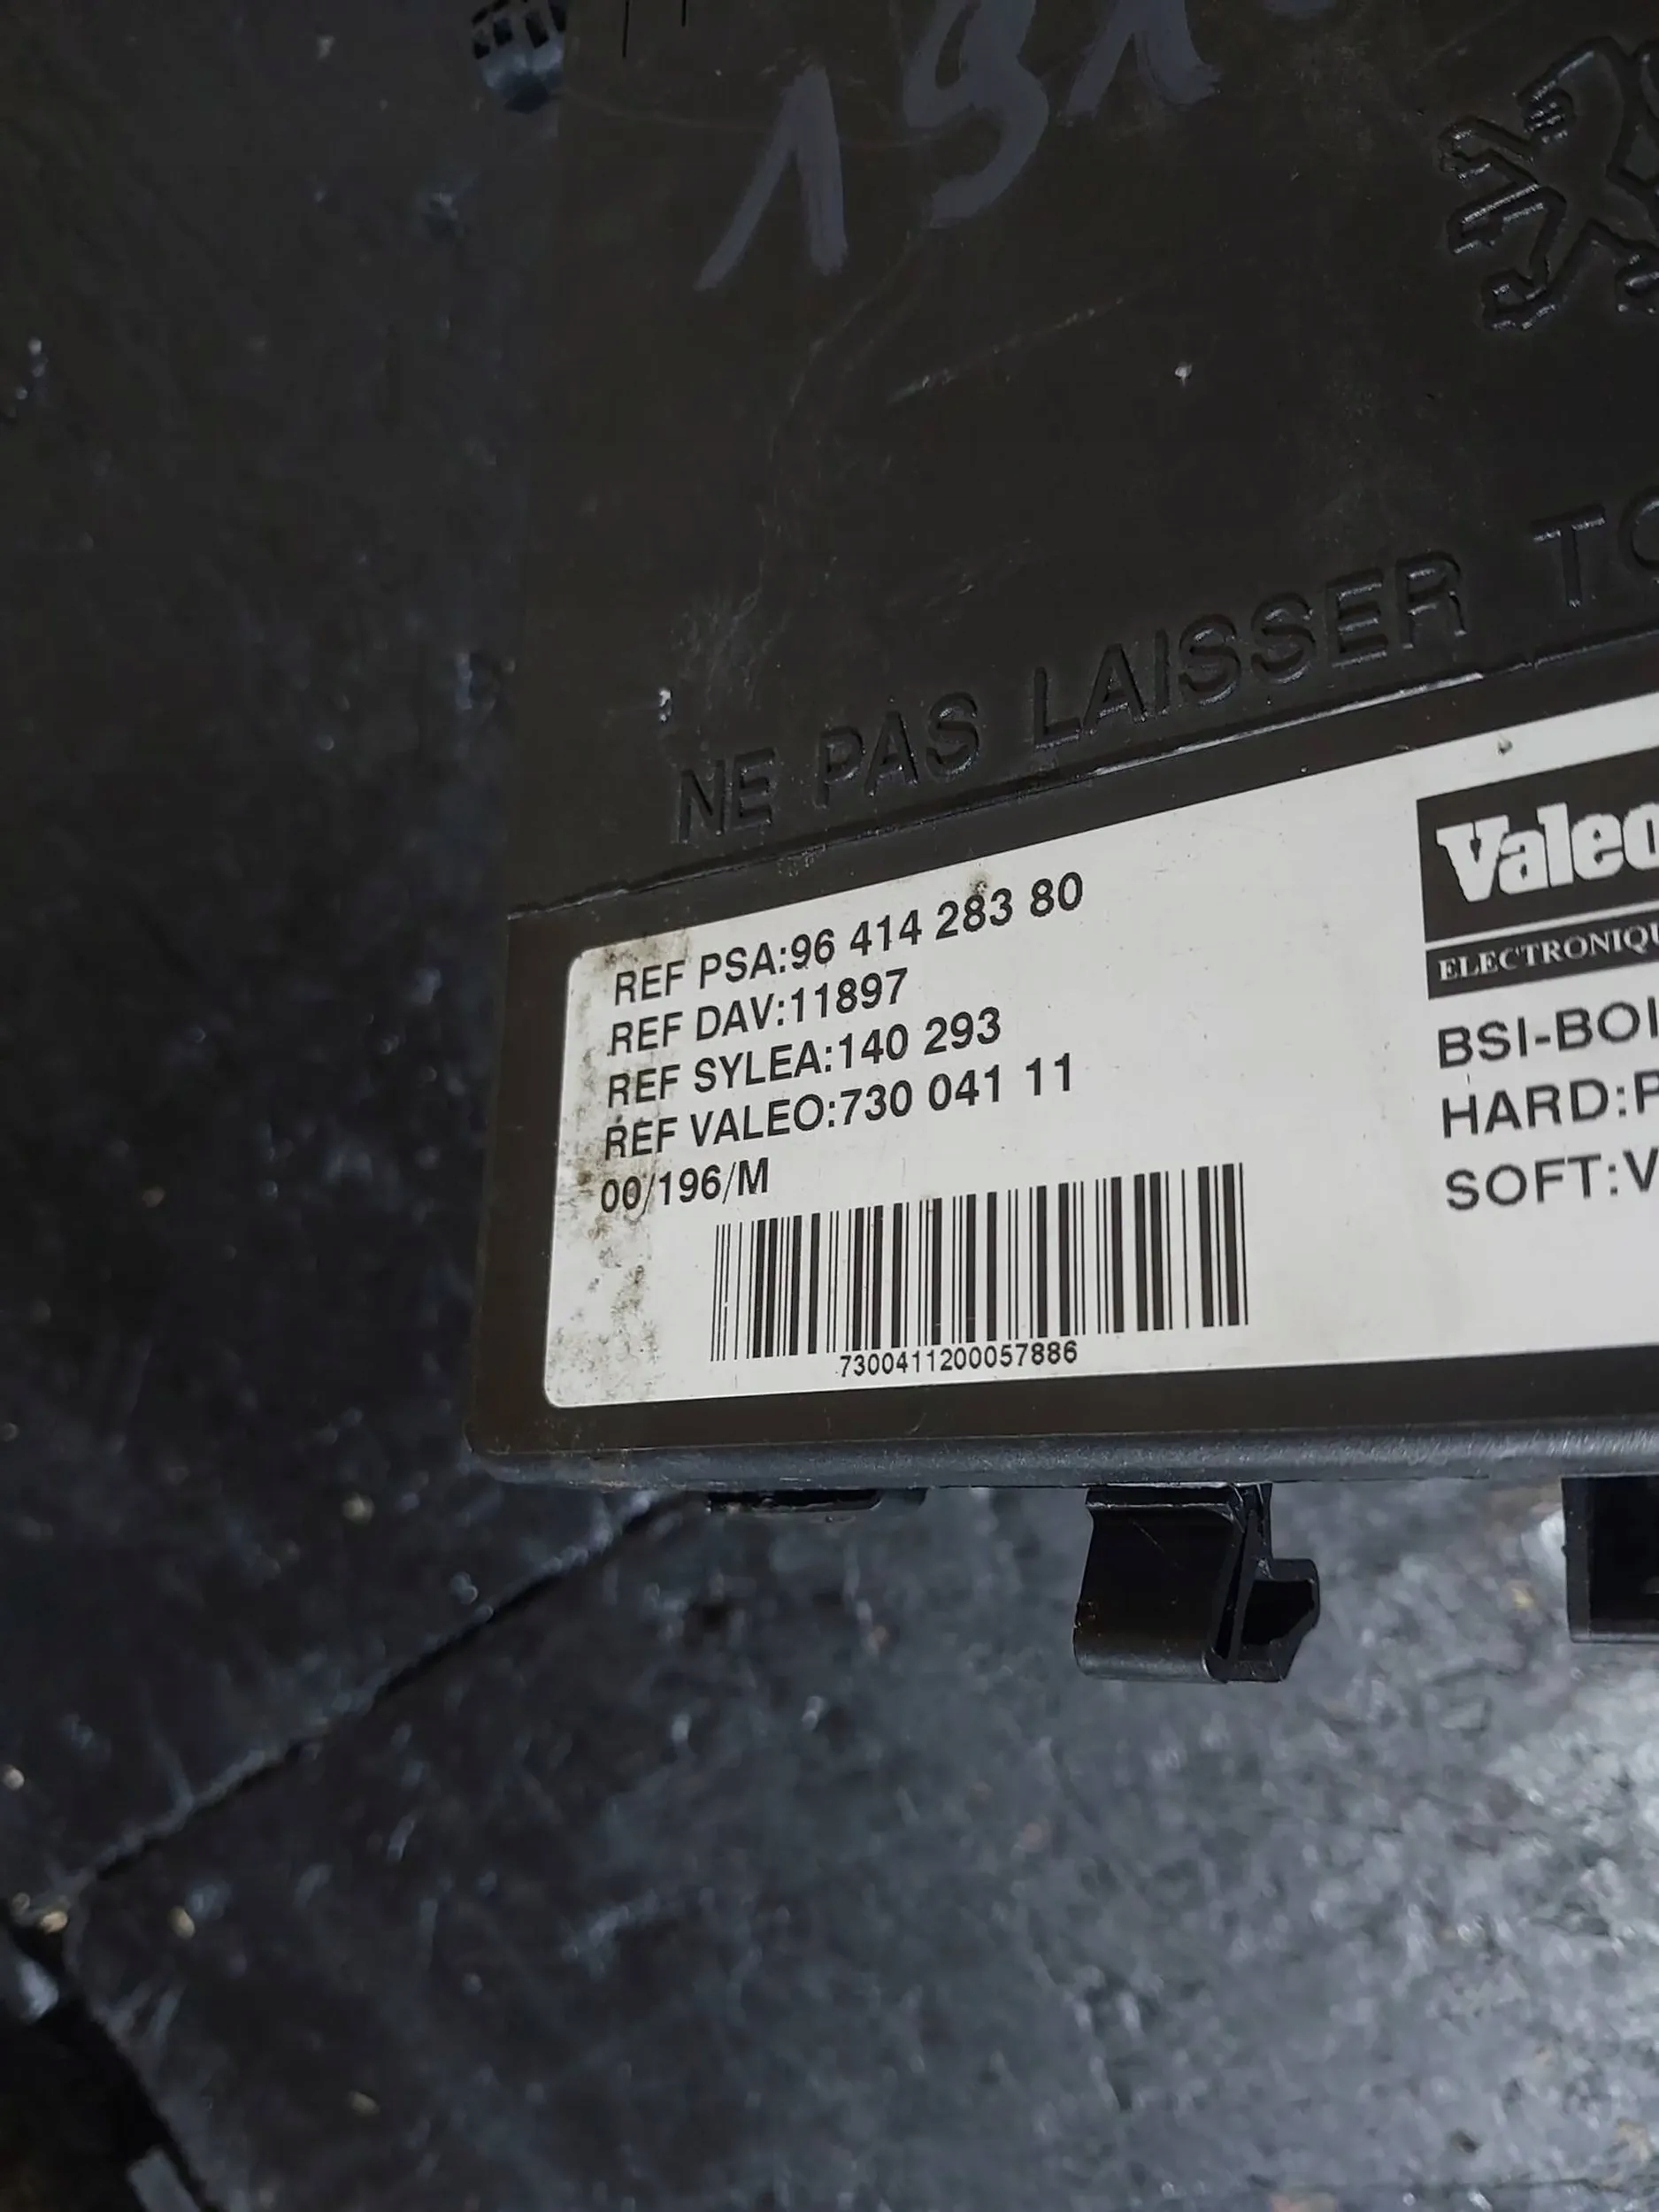 NE PAS LAISSER
REF PSA:96 414 283 80
REF DAV:11897
REF SYLEA:140 293
REF VALEO:730 041 11
00/196/M
7300411200057886
Valeo
BSI-BOI
HARD:
SOFT:V